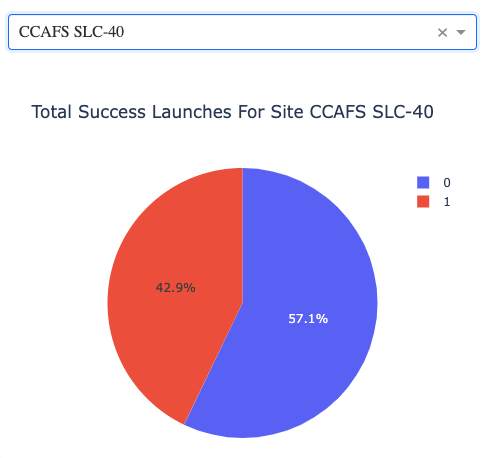 CCAFS SLC-40
Total Success Launches For Site CCAFS SLC-40
0
1
42.9%
57.1%